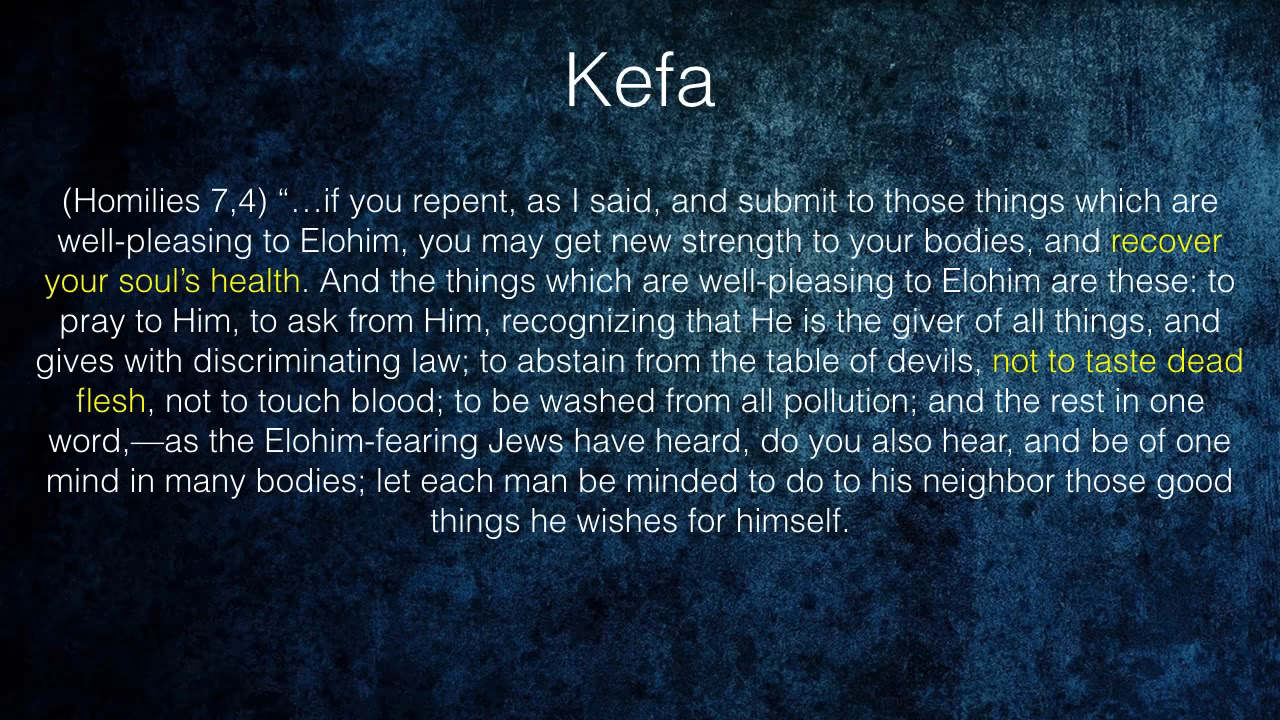 Kefa
(Homilies 7,4) “…if you repent, as I said, and submit to those things which are
well-pleasing to Elohim, you may get new strength to your bodies, and recover
your soul’s health. And the things which are well-pleasing to Elohim are these: to
pray to Him, to ask from Him, recognizing that He is the giver of all things, and
gives with discriminating law; to abstain from the table of devils, not to taste dead
flesh, not to touch blood; to be washed from all pollution; and the rest in one
word,—as the Elohim-fearing Jews have heard, do you also hear, and be of one
mind in many bodies; let each man be minded to do to his neighbor those good
things he wishes for himself.